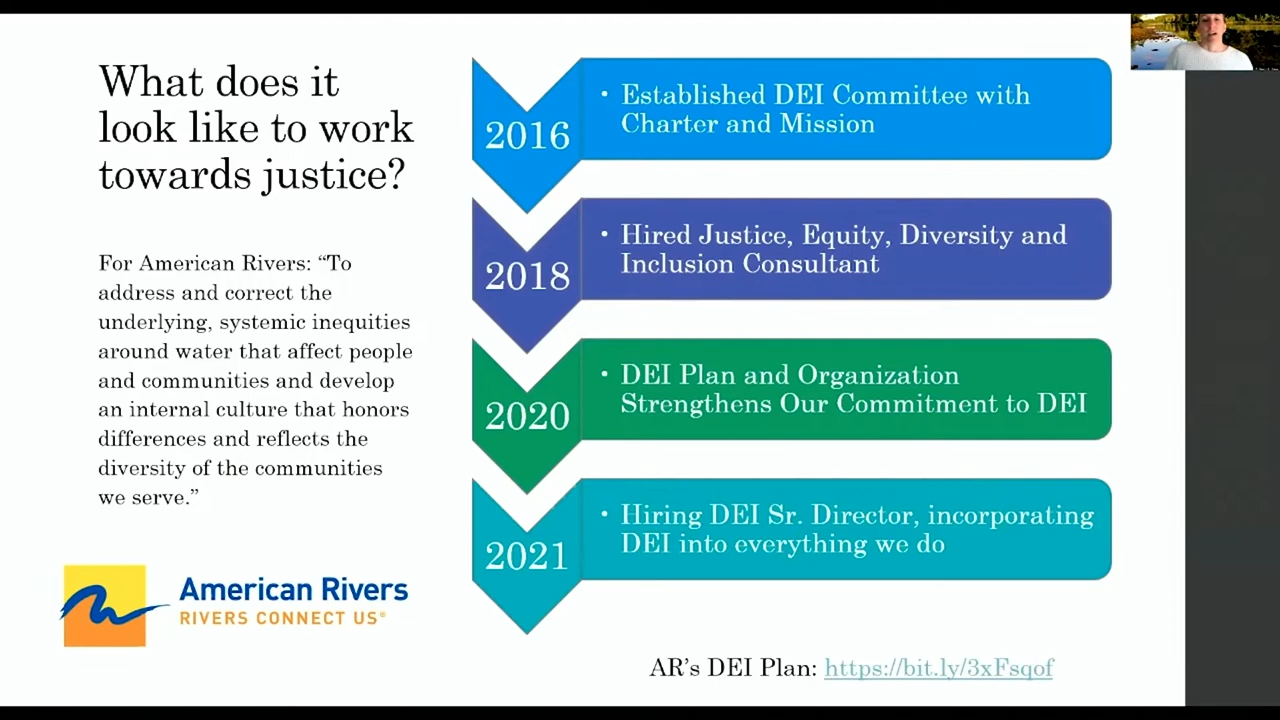 What does it
look like to work
towards justice?
For American Rivers: “To
address and correct the
underlying, systemic inequities
around water that affect people
and communities and develop
an internal culture that honors
differences and reflects the
diversity of the communities
we serve.”
American Rivers
RIVERS CONNECT US®
2016
• Established DEI Committee with
Charter and Mission
2018
• Hired Justice, Equity, Diversity and
Inclusion Consultant
2020
• DEI Plan and Organization
Strengthens Our Commitment to DEI
2021
• Hiring DEI Sr. Director, incorporating
DEI into everything we do
AR’s DEI Plan: https://bit.ly/3xFsqof